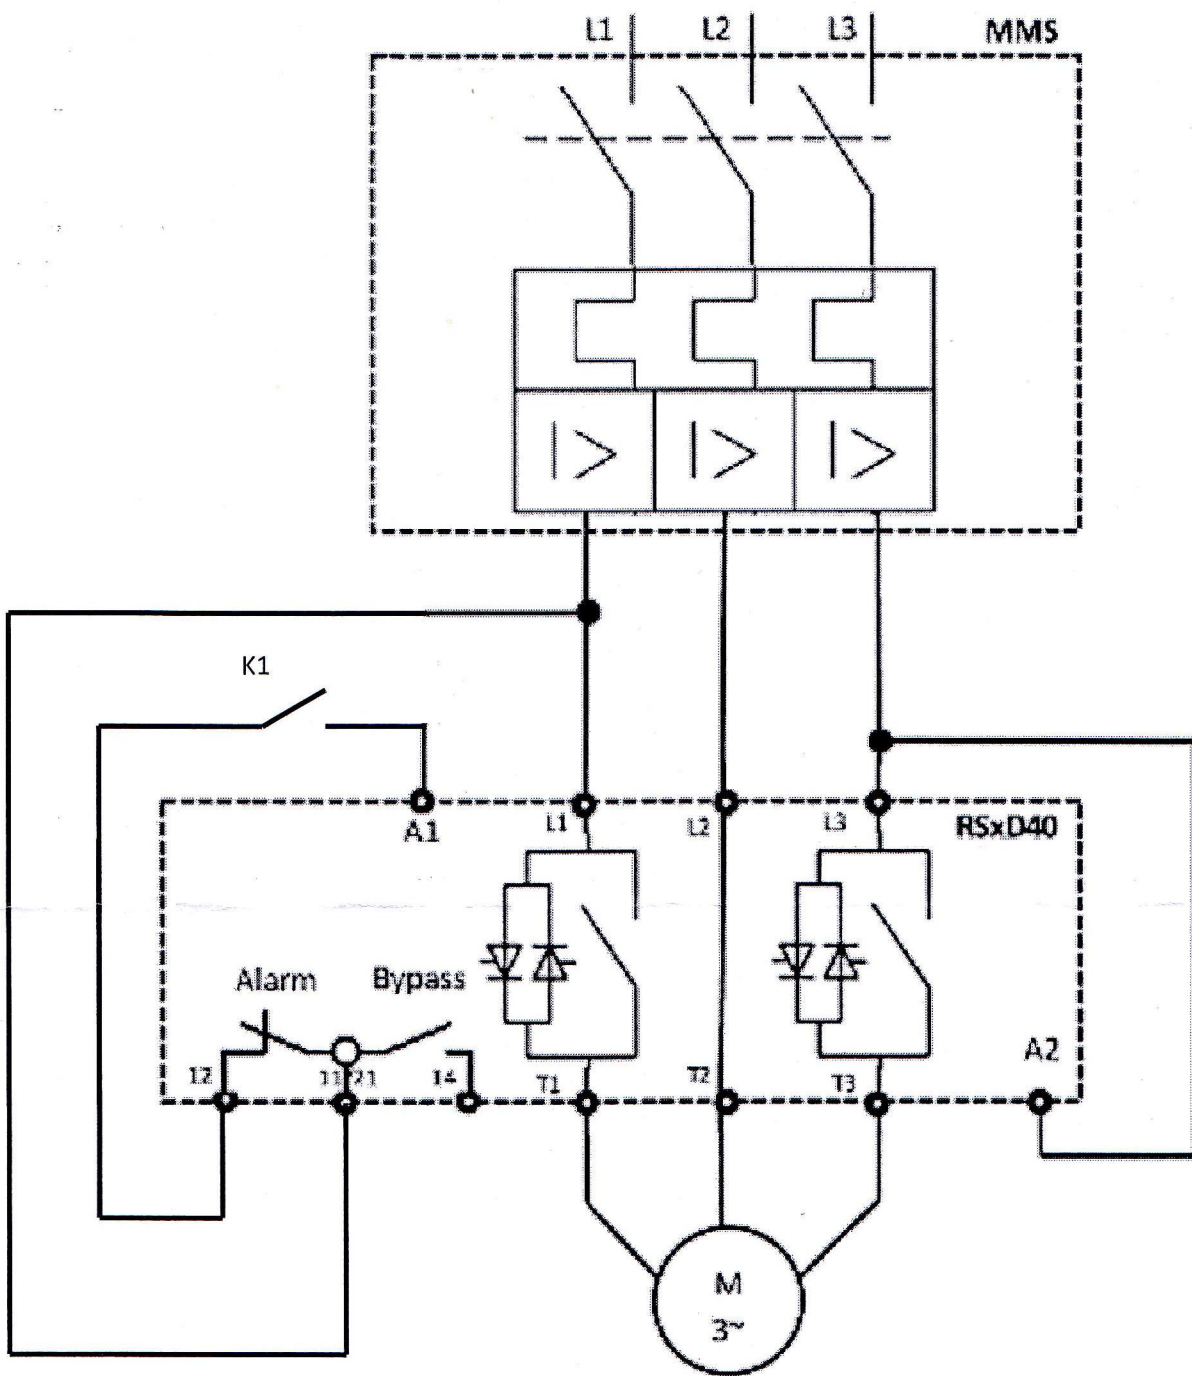 L1 L2 L3 MMS
I> I> I>
K1
A1 L1 L2 L3 RSxD40
Alarm Bypass A2
12 11/21 14 T1 T2 T3
M
3~